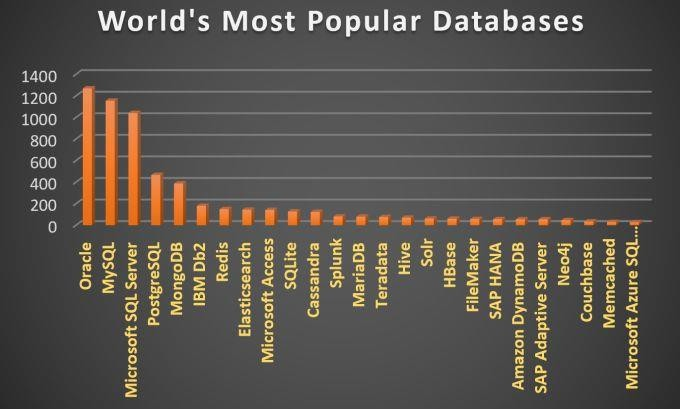 World's Most Popular Databases
1400
1200
1000
800
600
400
200
0
Oracle
MySQL
Microsoft SQL Server
PostgreSQL
MongoDB
IBM Db2
Redis
Elasticsearch
Microsoft Access
SQLite
Cassandra
Splunk
MariaDB
Teradata
Hive
Solr
HBase
FileMaker
SAP HANA
Amazon DynamoDB
SAP Adaptive Server
Neo4j
Couchbase
Memcached
Microsoft Azure SQL...